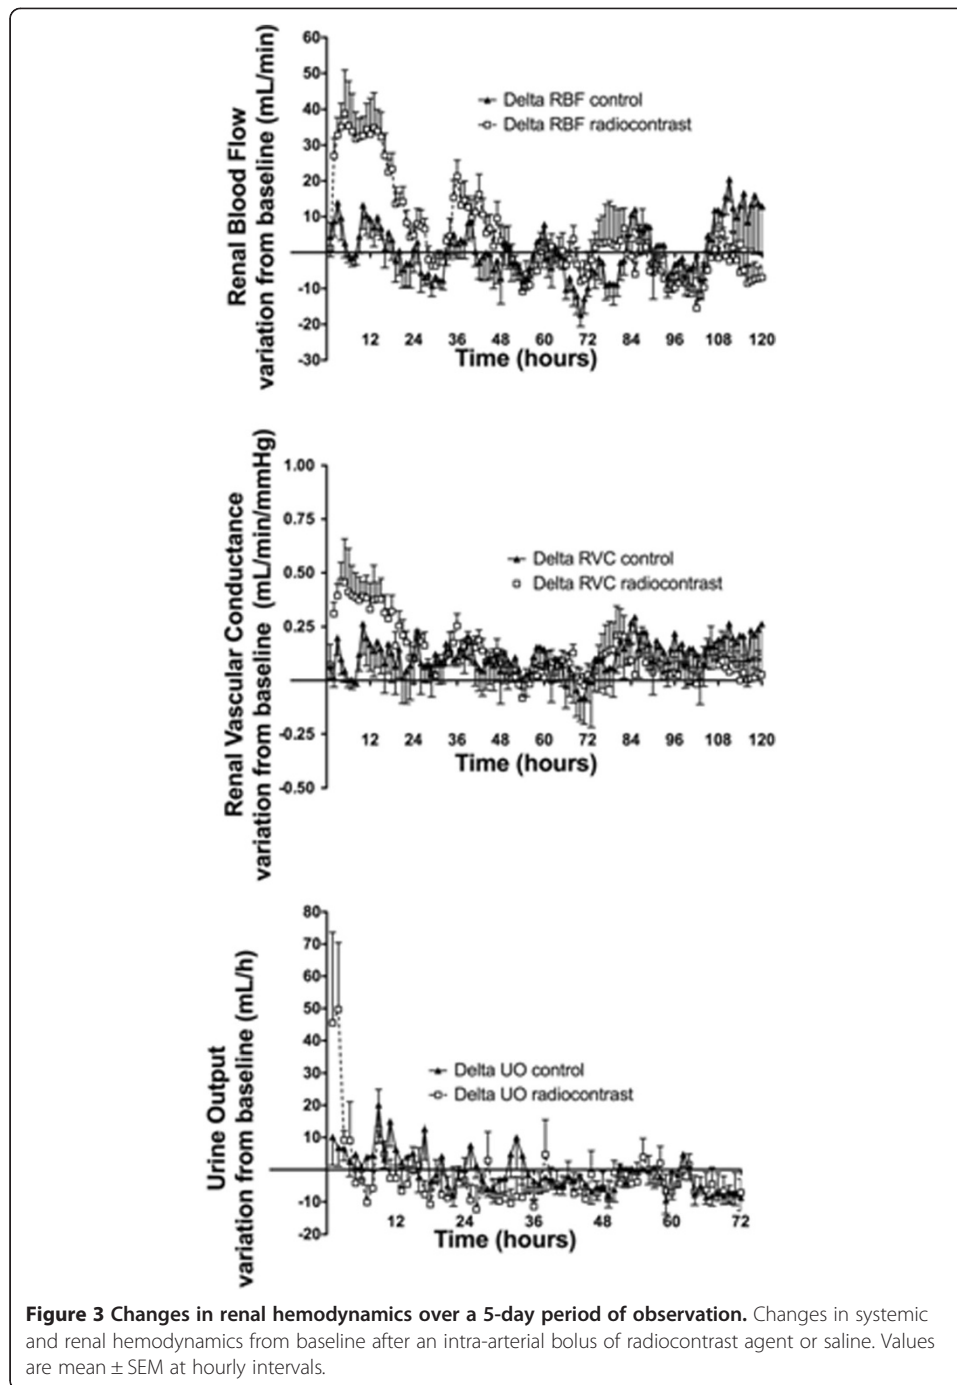 Renal Blood Flow
variation from baseline (mL/min)
60
50
40
30
20
10
0
-10
-20
-30
Delta RBF control
Delta RBF radiocontrast
12 24 36 48 60 72 84 96 108 120
Time (hours)
Renal Vascular Conductance
variation from baseline (mL/min/mmHg)
1.00
0.75
0.50
0.25
0
-0.25
-0.50
Delta RVC control
Delta RVC radiocontrast
12 24 36 48 60 72 84 96 108 120
Time (hours)
Urine Output
variation from baseline (mL/h)
80
70
60
50
40
30
20
10
0
-10
-20
Delta UO control
Delta UO radiocontrast
12 24 36 48 60 72
Time (hours)
Figure 3 Changes in renal hemodynamics over a 5-day period of observation. Changes in systemic
and renal hemodynamics from baseline after an intra-arterial bolus of radiocontrast agent or saline. Values
are mean ± SEM at hourly intervals.